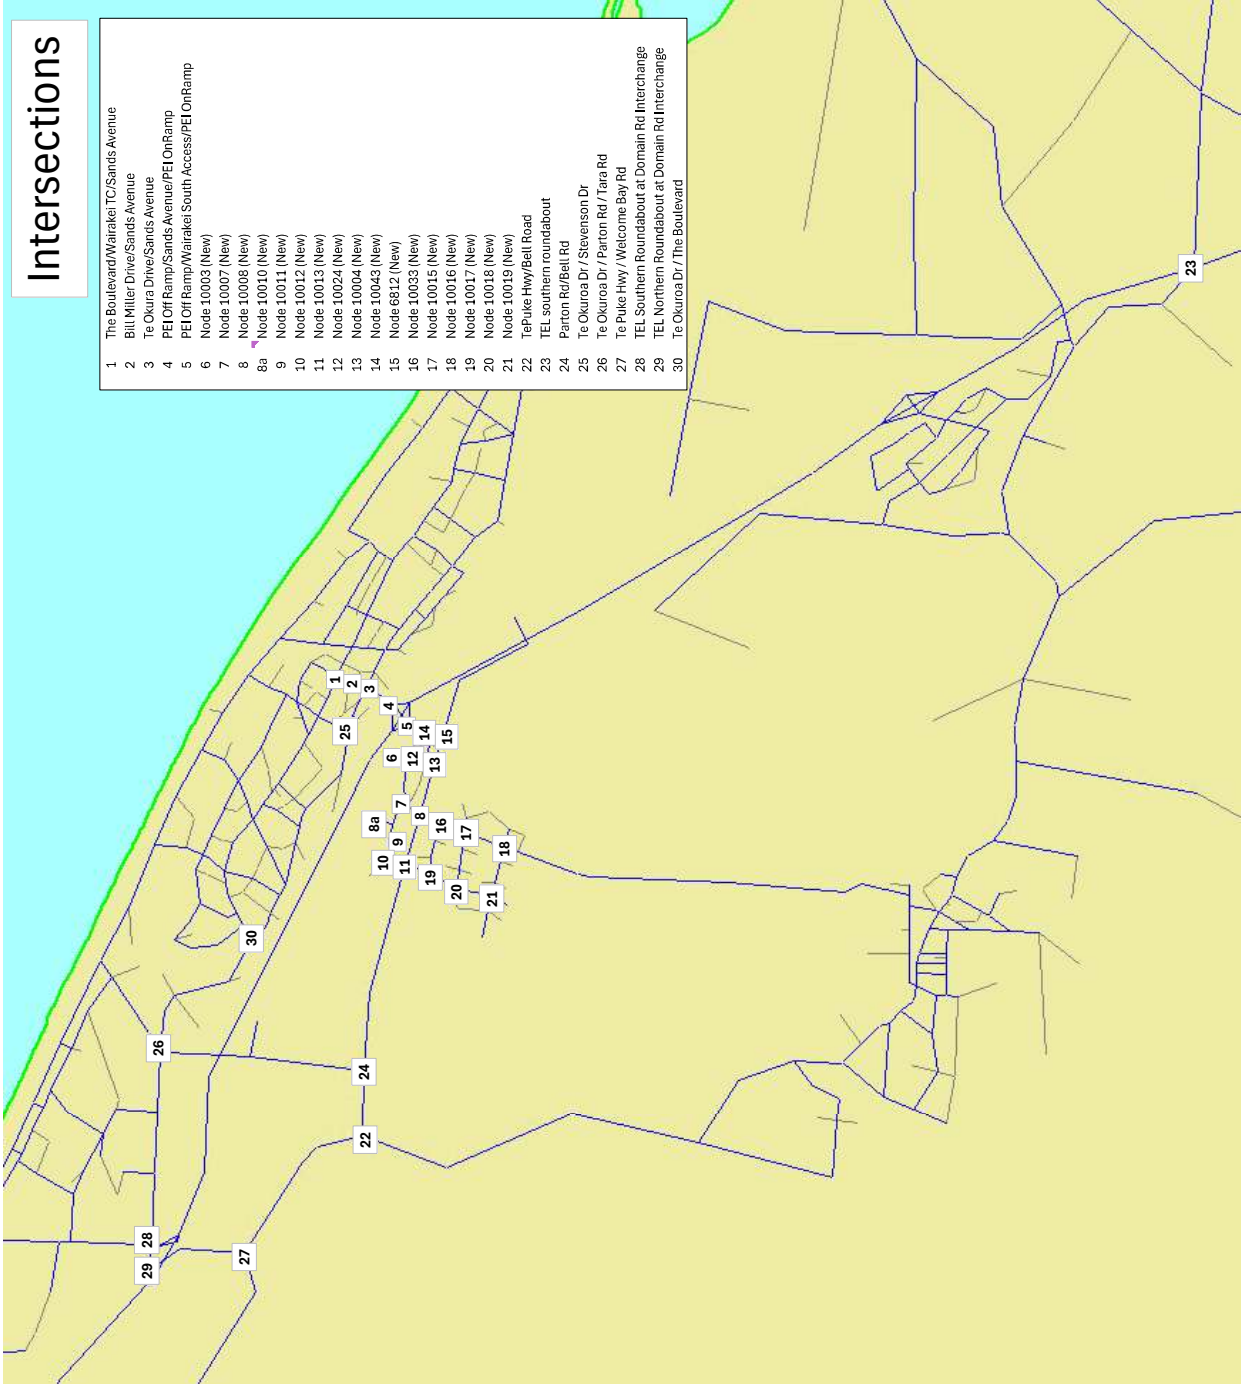 Intersections
1 The Boulevard/Wairakei TC/Sands Avenue
2 Bill Miller Drive/Sands Avenue
3 Te Okura Drive/Sands Avenue
4 PEI Off Ramp/Sands Avenue/PEI OnRamp
5 PEI Off Ramp/Wairakei South Access/PEI OnRamp
6 Node 10003 (New)
7 Node 10007 (New)
8 Node 10008 (New)
8a Node 10010 (New)
9 Node 10011 (New)
10 Node 10012 (New)
11 Node 10013 (New)
12 Node 10024 (New)
13 Node 10004 (New)
14 Node 10043 (New)
15 Node 6812 (New)
16 Node 10033 (New)
17 Node 10015 (New)
18 Node 10016 (New)
19 Node 10017 (New)
20 Node 10018 (New)
21 Node 10019 (New)
22 TePuke Hwy/Bell Road
23 TEL southern roundabout
24 Parton Rd/Bell Rd
25 Te Okuroa Dr / Stevenson Dr
26 Te Okuroa Dr / Parton Rd / Tara Rd
27 Te Puke Hwy / Welcome Bay Rd
28 TEL Southern Roundabout at Domain Rd Interchange
29 TEL Northern Roundabout at Domain Rd Interchange
30 Te Okuroa Dr / The Boulevard
29
28
27
26
22
24
30
10
11
19
20
21
8a
9
7
8
16
17
18
6
12
13
25
5
14
15
4
3
2
1
23